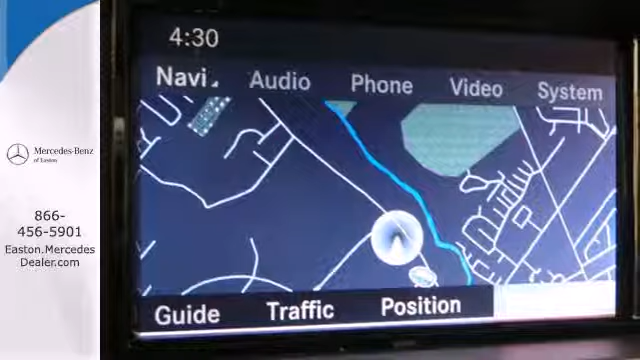 4:30
Navi
Audio
Phone
Video
System
Mercedes-Benz
of Easton
866-
456-5901
Easton.Mercedes
Dealer.com
Guide
Traffic
Position